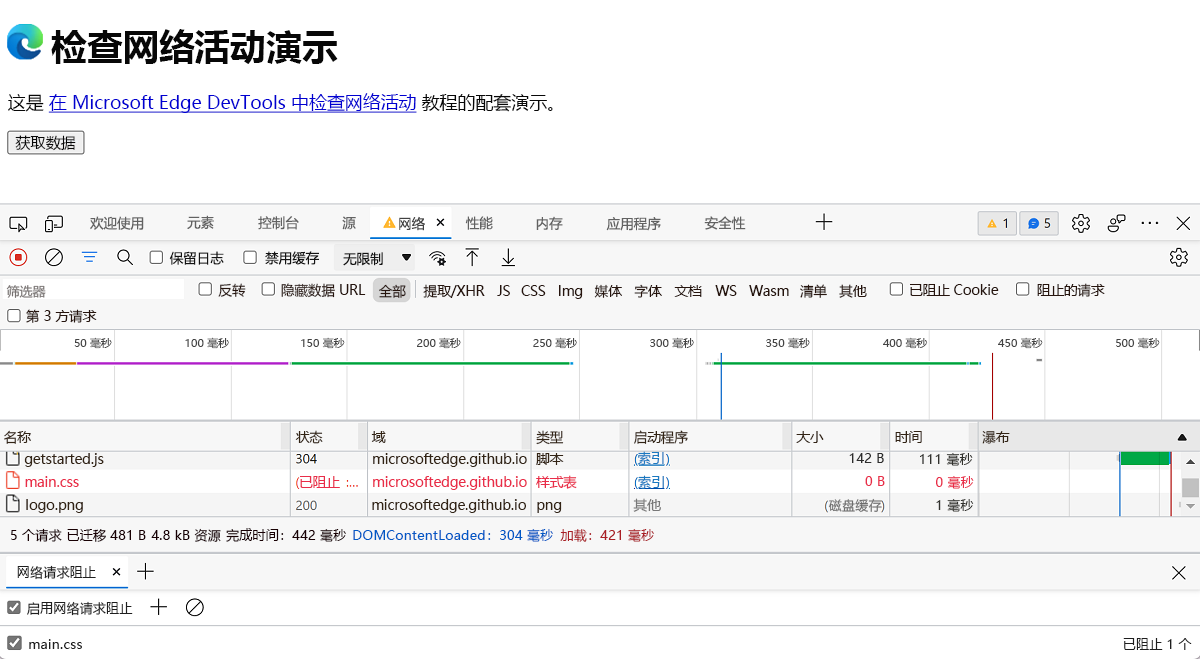 检查网络活动演示
这是 在 Microsoft Edge DevTools 中检查网络活动 教程的配套演示。
获取数据
欢迎使用 元素 控制台 源 网络 性能 内存 应用程序 安全性 1 5
保留日志 禁用缓存 无限制
筛选器 反转 隐藏数据 URL 全部 提取/XHR JS CSS Img 媒体 字体 文档 WS Wasm 清单 其他 已阻止 Cookie 阻止的请求
第 3 方请求
50 毫秒 100 毫秒 150 毫秒 200 毫秒 250 毫秒 300 毫秒 350 毫秒 400 毫秒 450 毫秒 500 毫秒
名称 状态 域 类型 启动程序 大小 时间 瀑布
getstarted.js 304 microsoftedge.github.io 脚本 (索引) 142 B 111 毫秒
main.css (已阻止 :... microsoftedge.github.io 样式表 (索引) 0 B 0 毫秒
logo.png 200 microsoftedge.github.io png 其他 (磁盘缓存) 1 毫秒
5 个请求 已迁移 481 B 4.8 kB 资源 完成时间：442 毫秒 DOMContentLoaded：304 毫秒 加载：421 毫秒
网络请求阻止
启用网络请求阻止
main.css 已阻止 1 个